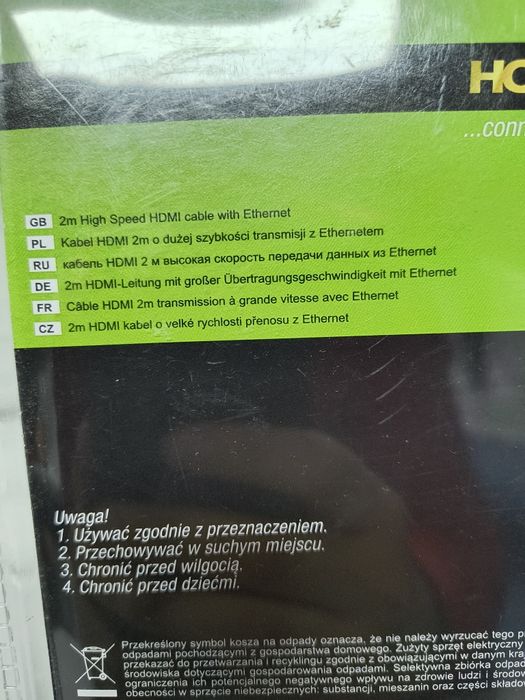 ...conn
GB 2m High Speed HDMI cable with Ethernet
PL Kabel HDMI 2m o dużej szybkości transmisji z Ethernetem
RU кабель HDMI 2 м высокая скорость передачи данных из Ethernet
DE 2m HDMI-Leitung mit großer Übertragungsgeschwindigkeit mit Ethernet
FR Câble HDMI 2m transmission à grande vitesse avec Ethernet
CZ 2m HDMI kabel o velké rychlosti přenosu z Ethernet
Uwaga!
1. Używać zgodnie z przeznaczeniem.
2. Przechowywać w suchym miejscu.
3. Chronić przed wilgocią.
4. Chronić przed dziećmi.
Przekreślony symbol kosza na odpady oznacza, że nie należy wyrzucać tego pr
odpadami pochodzącymi z gospodarstwa domowego. Zużyty sprzęt elektryczny
przekazać do przetwarzania i recyklingu zgodnie z obowiązującymi w danym kraj
środowiska dotyczącymi gospodarowania odpadami. Selektywna zbiórka odpad
ograniczenia ich potencjalnego negatywnego wpływu na zdrowie ludzi i środo
obecności w sprzęcie niebezpiecznych: substancji, mieszanin oraz części składow